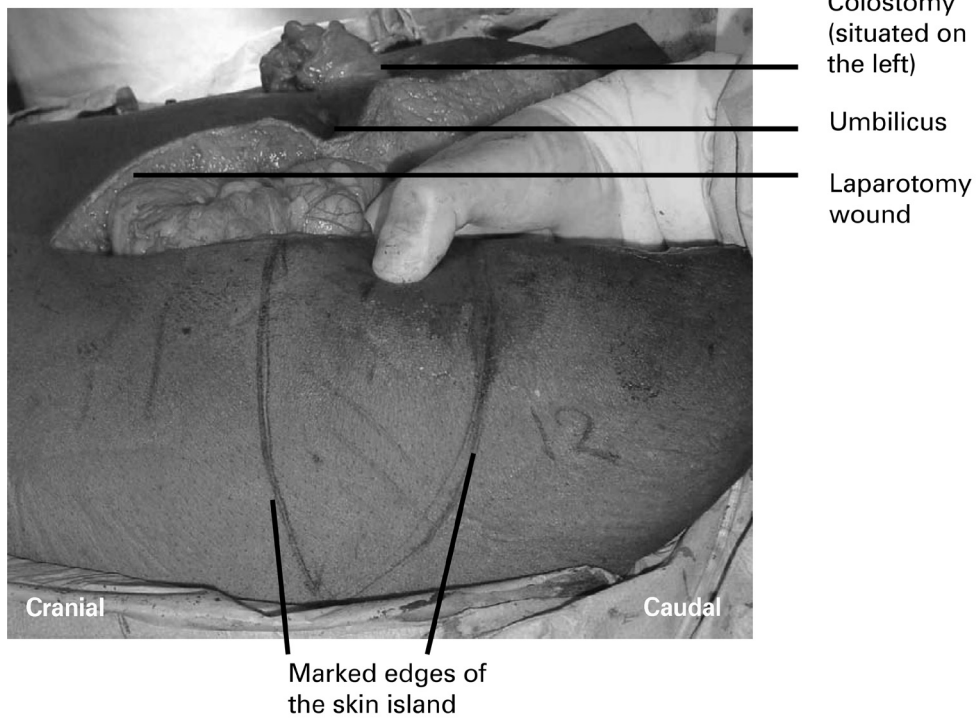 Colostomy
(situated on
the left)
Umbilicus
Laparotomy
wound
12
Cranial
Caudal
Marked edges of
the skin island